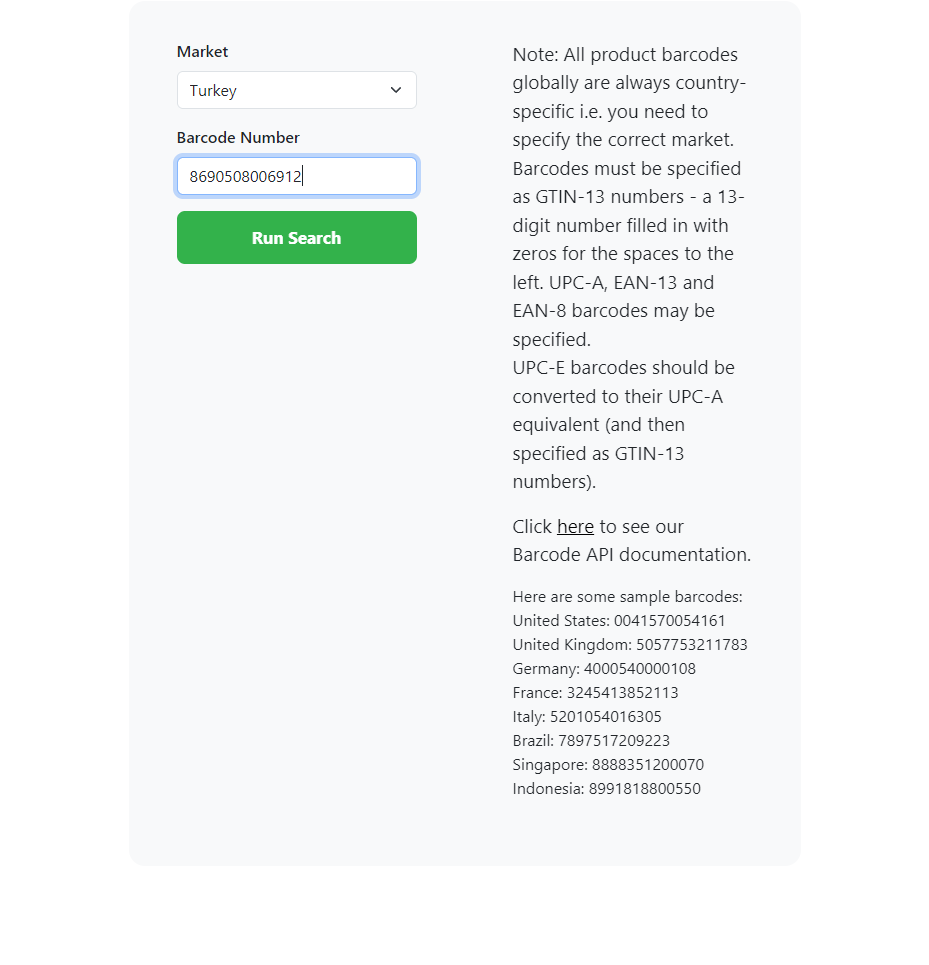 Market
Turkey
Barcode Number
8690508006912
Run Search
Note: All product barcodes
globally are always country-
specific i.e. you need to
specify the correct market.
Barcodes must be specified
as GTIN-13 numbers - a 13-
digit number filled in with
zeros for the spaces to the
left. UPC-A, EAN-13 and
EAN-8 barcodes may be
specified.
UPC-E barcodes should be
converted to their UPC-A
equivalent (and then
specified as GTIN-13
numbers).
Click here to see our
Barcode API documentation.
Here are some sample barcodes:
United States: 0041570054161
United Kingdom: 5057753211783
Germany: 4000540000108
France: 3245413852113
Italy: 5201054016305
Brazil: 7897517209223
Singapore: 8888351200070
Indonesia: 8991818800550